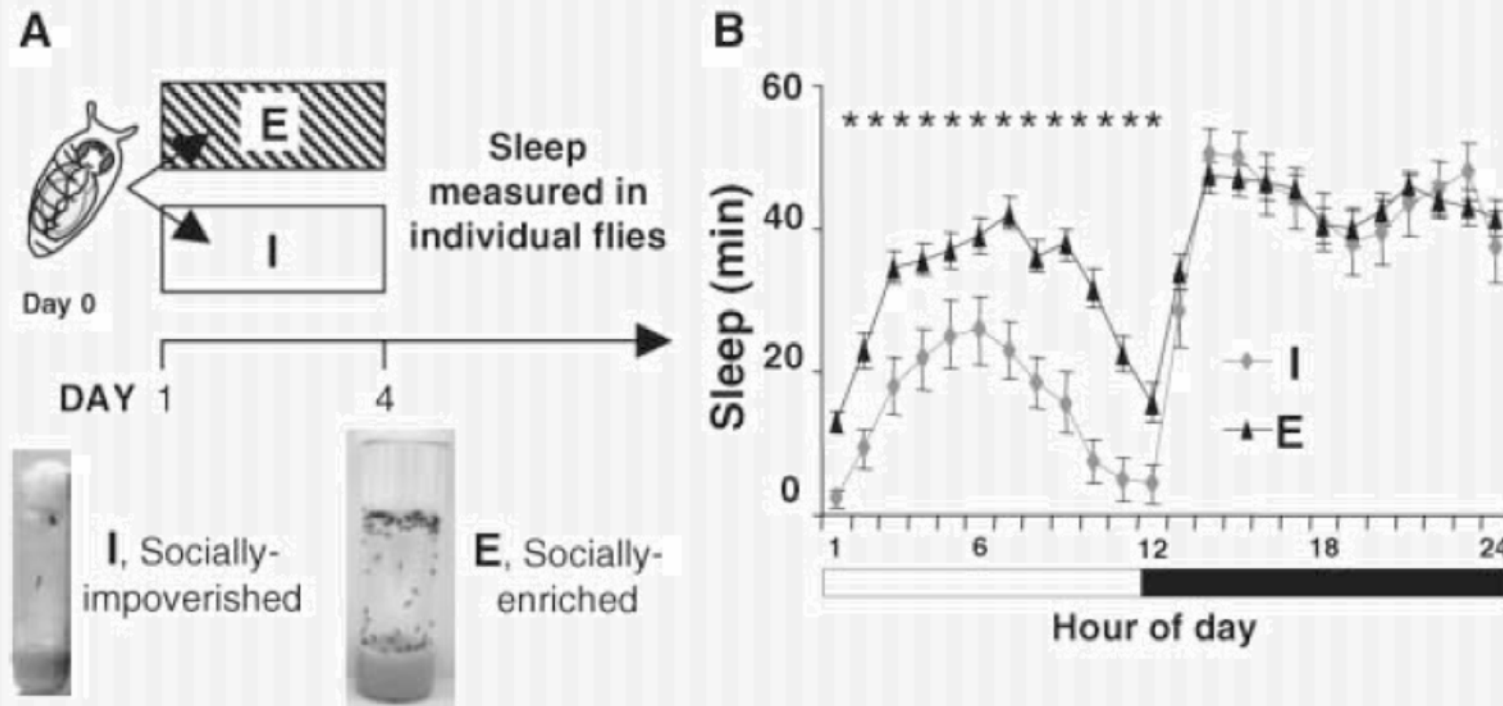 A
E
I
Day 0
Sleep
measured in
individual flies
DAY 1 4
I, Socially-
impoverished
E, Socially-
enriched
B
60
40
20
0
Sleep (min)
*************
I
E
1 6 12 18 24
Hour of day